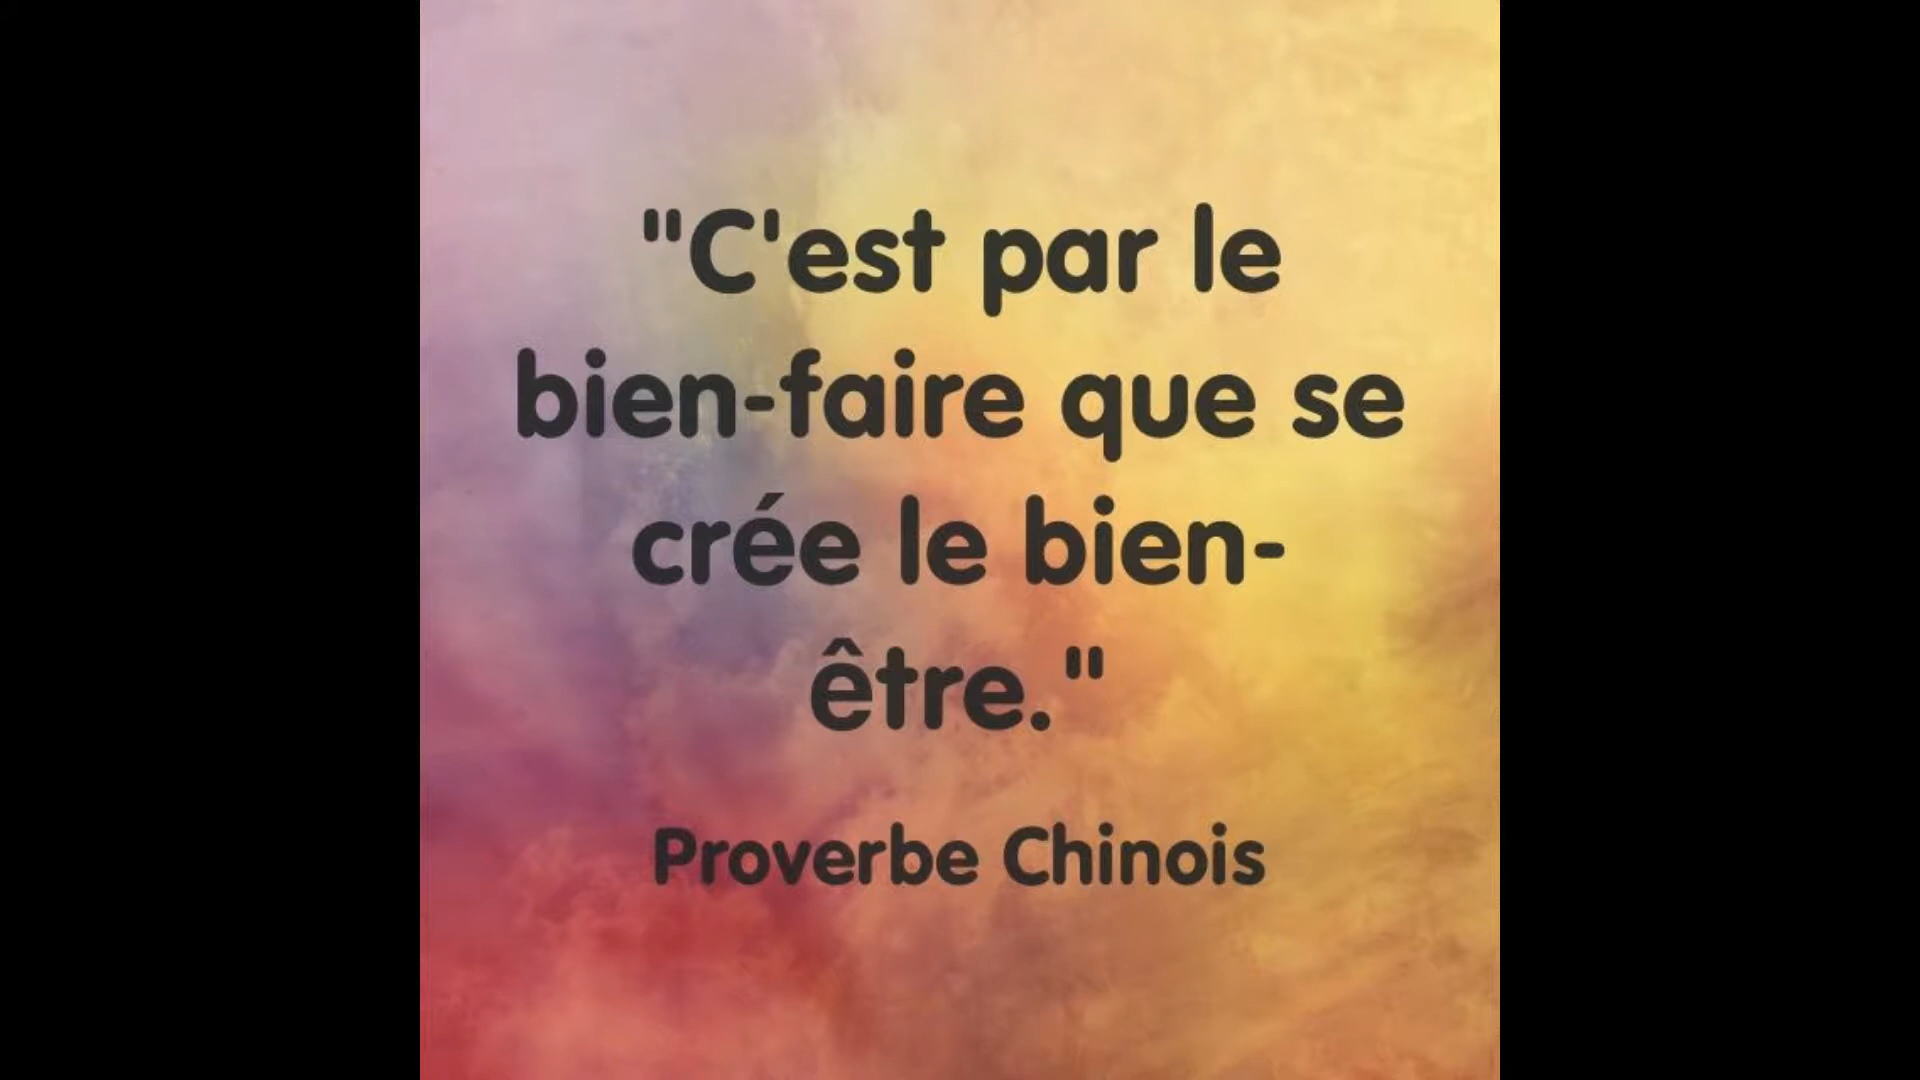 "C'est par le
bien-faire que se
crée le bien-
être."
Proverbe Chinois